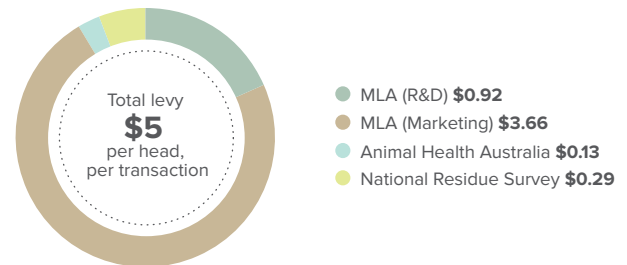 Total levy
$5
per head,
per transaction
MLA (R&D) $0.92
MLA (Marketing) $3.66
Animal Health Australia $0.13
National Residue Survey $0.29